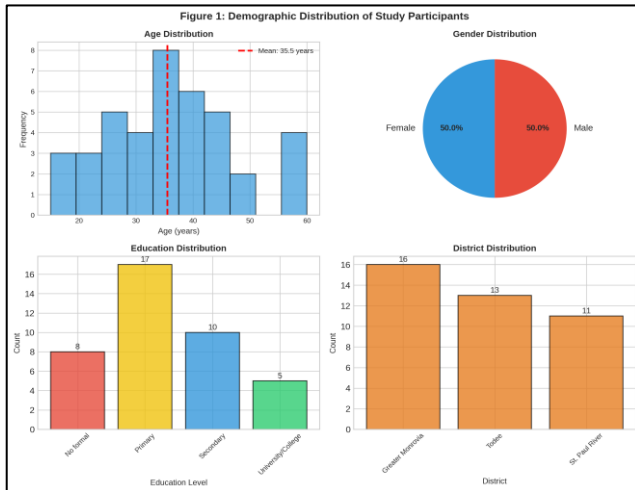 Figure 1: Demographic Distribution of Study Participants
Age Distribution
Mean: 35.5 years
Frequency
8
7
6
5
4
3
2
1
0
20 30 40 50 60
Age (years)
Gender Distribution
Female 50.0% 50.0% Male
Education Distribution
Count
16
14
12
10
8
6
4
2
0
8 17 10 5
No formal Primary Secondary University/College
Education Level
District Distribution
Count
16
14
12
10
8
6
4
2
0
16 13 11
Greater Monrovia Todee St. Paul River
District